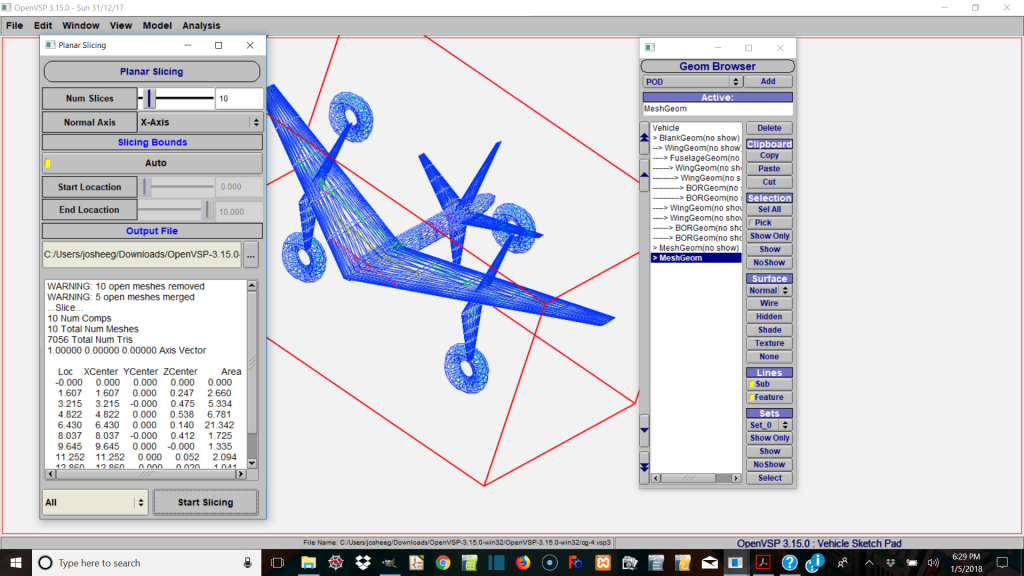 OpenVSP 3.15.0 - Sun 31/12/17
File Edit Window View Model Analysis
Planar Slicing
Planar Slicing
Num Slices 10
Normal Axis X-Axis
Slicing Bounds
Auto
Start Locaction 0.000
End Locaction 10.000
Output File
C:/Users/josheeg/Downloads/OpenVSP-3.15.0- ...
WARNING: 10 open meshes removed
WARNING: 5 open meshes merged
...Slice...
10 Num Comps
10 Total Num Meshes
7056 Total Num Tris
1.00000 0.00000 0.00000 Axis Vector
Loc XCenter YCenter ZCenter Area
-0.000 0.000 0.000 0.000 0.000
1.607 1.607 0.000 0.247 2.660
3.215 3.215 -0.000 0.475 5.334
4.822 4.822 0.000 0.538 6.781
6.430 6.430 0.000 0.140 21.342
8.037 8.037 -0.000 0.412 1.725
9.645 9.645 0.000 -0.000 1.335
11.252 11.252 0.000 0.052 2.094
12.860 12.860 0.000 0.020 1.041
All Start Slicing
Geom Browser
POD Add
Active:
MeshGeom
Vehicle
> BlankGeom(no show)
--> WingGeom(no show)
----> FuselageGeom(no
------> WingGeom(no s
--------> WingGeom(no s
----------> BORGeom(no s
----------> BORGeom(no s
----> WingGeom(no show
----> WingGeom(no show
------> BORGeom(no sho
------> BORGeom(no sho
> MeshGeom(no show)
> MeshGeom
Delete
Clipboard
Copy
Paste
Cut
Selection
Sel All
Pick
Show Only
Show
NoShow
Surface
Normal
Wire
Hidden
Shade
Texture
None
Lines
Sub
Feature
Sets
Set_0
Show Only
Show
NoShow
Select
File Name: C:/Users/josheeg/Downloads/OpenVSP-3.15.0-win32/OpenVSP-3.15.0-win32/cg-4.vsp3
OpenVSP 3.15.0 : Vehicle Sketch Pad
Type here to search
6:29 PM
1/5/2018